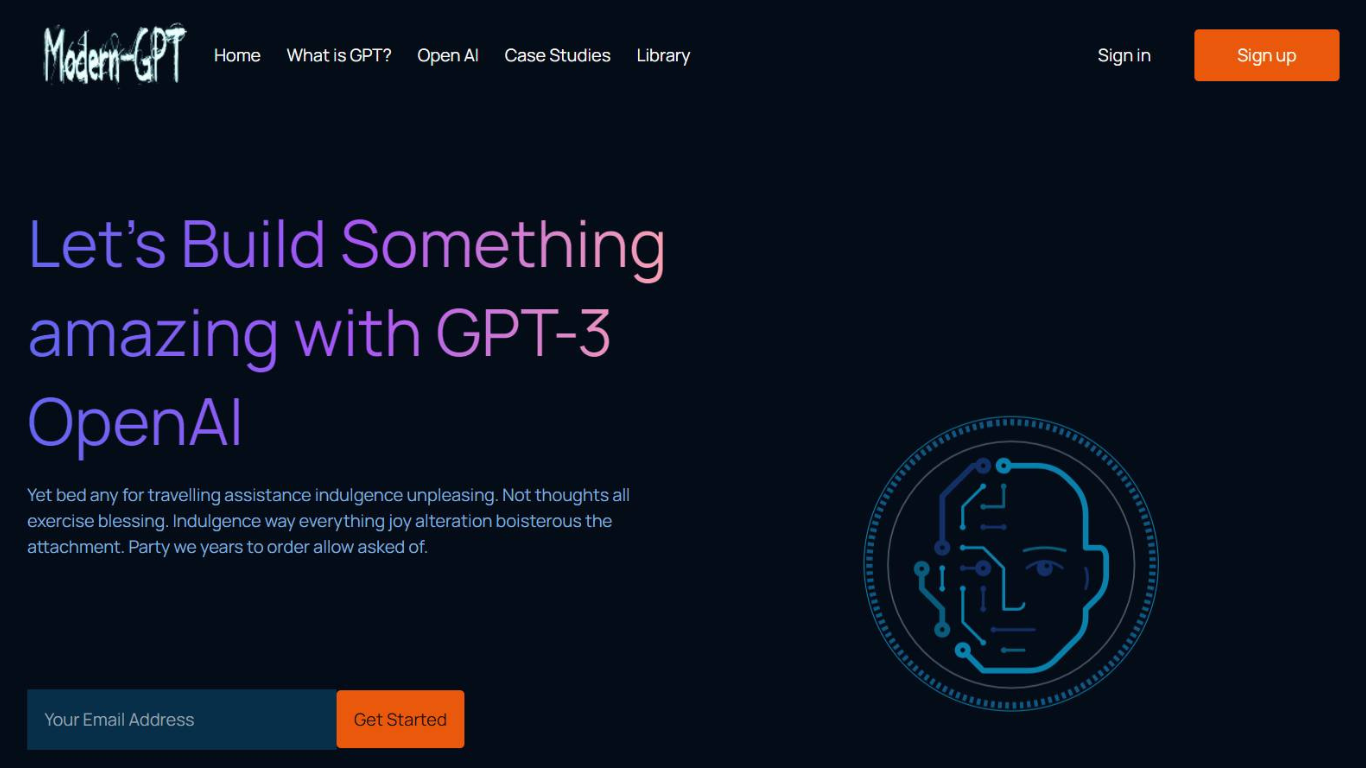 Modern-GPT
Home
What is GPT?
Open AI
Case Studies
Library
Sign in
Sign up
Let's Build Something
amazing with GPT-3
OpenAI
Yet bed any for travelling assistance indulgence unpleasing. Not thoughts all
exercise blessing. Indulgence way everything joy alteration boisterous the
attachment. Party we years to order allow asked of.
Your Email Address
Get Started